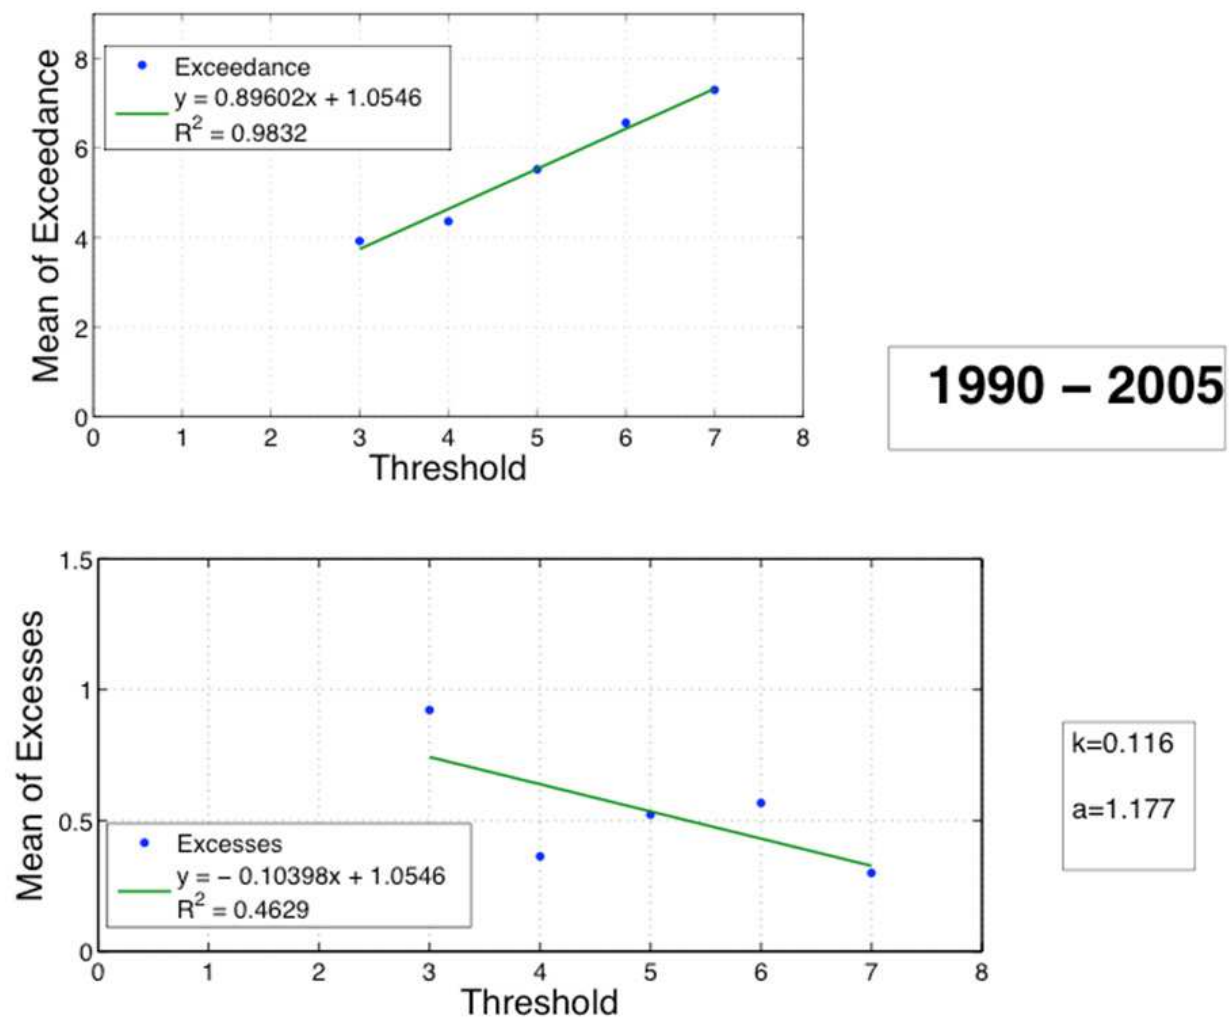 Mean of Exceedance
8
6
4
2
0
Exceedance
y = 0.89602x + 1.0546
R² = 0.9832
0 1 2 3 4 5 6 7 8
Threshold
1990 – 2005
Mean of Excesses
1.5
1
0.5
0
Excesses
y = − 0.10398x + 1.0546
R² = 0.4629
0 1 2 3 4 5 6 7 8
Threshold
k=0.116
a=1.177